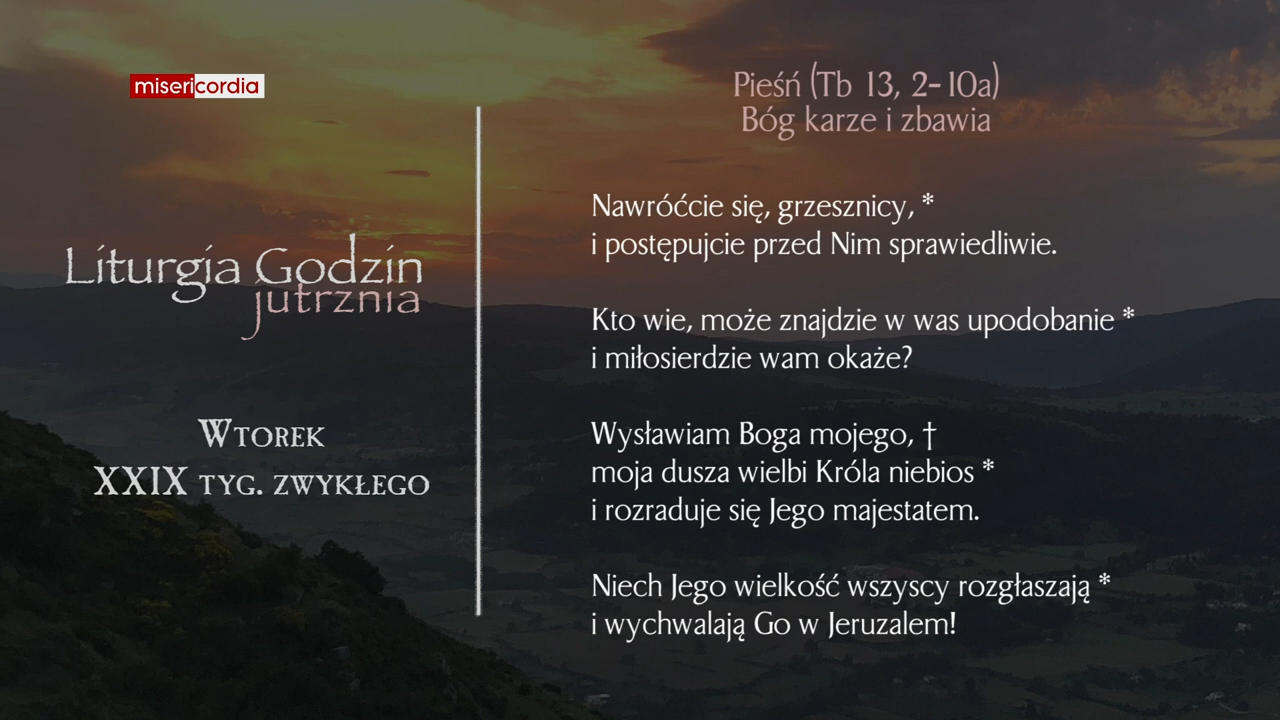 misericordia
Liturgia Godzin
jutrznia
Wtorek
XXIX tyg. zwykłego
Pieśń (Tb 13, 2-10a)
Bóg karze i zbawia
Nawróćcie się, grzesznicy, *
i postępujcie przed Nim sprawiedliwie.
Kto wie, może znajdzie w was upodobanie *
i miłosierdzie wam okaże?
Wysławiam Boga mojego, †
moja dusza wielbi Króla niebios *
i rozraduje się Jego majestatem.
Niech Jego wielkość wszyscy rozgłaszają *
i wychwalają Go w Jeruzalem!